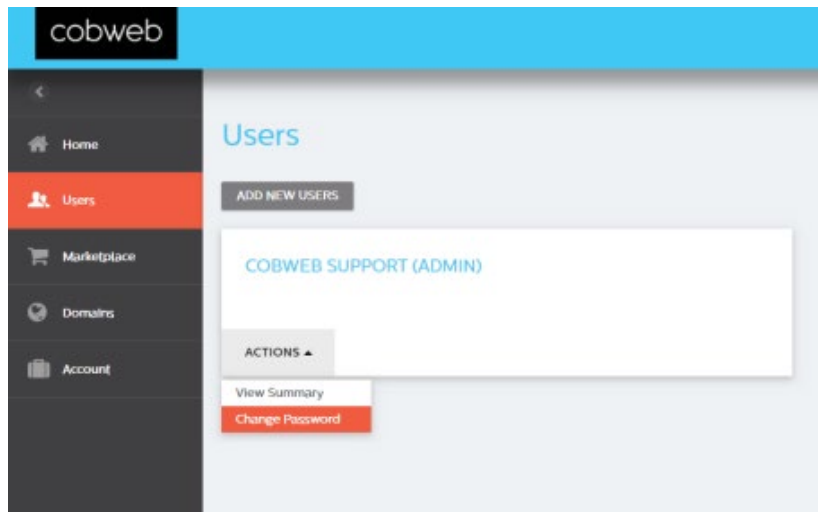 cobweb
Home
Users
Marketplace
Domains
Account
Users
ADD NEW USERS
COBWEB SUPPORT (ADMIN)
ACTIONS
View Summary
Change Password